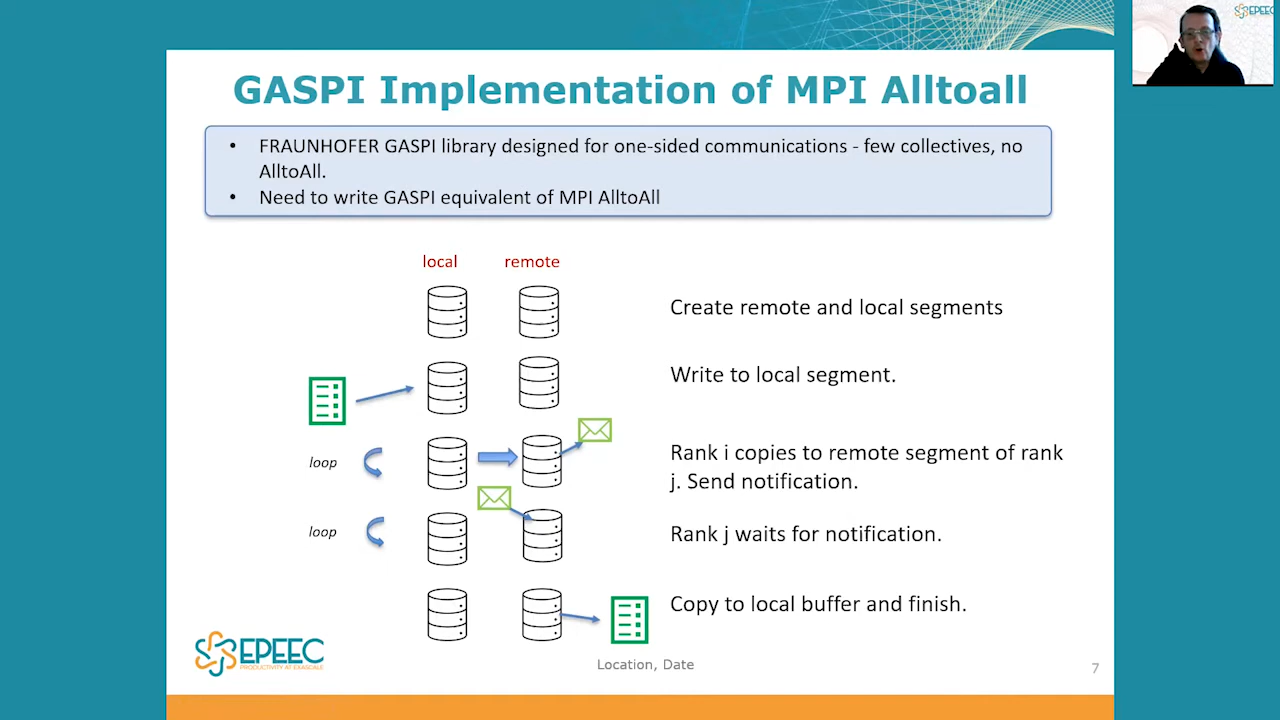 EPEEC
GASPI Implementation of MPI Alltoall
• FRAUNHOFER GASPI library designed for one-sided communications - few collectives, no
AlltoAll.
• Need to write GASPI equivalent of MPI AlltoAll
local remote
Create remote and local segments
Write to local segment.
loop
Rank i copies to remote segment of rank
j. Send notification.
loop
Rank j waits for notification.
Copy to local buffer and finish.
EPEEC
PRODUCTIVITY AT EXASCALE
Location, Date
7